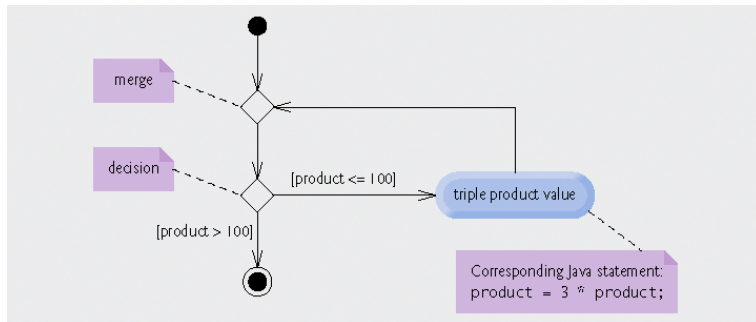 merge
decision
[product <= 100]
triple product value
[product > 100]
Corresponding Java statement:
product = 3 * product;